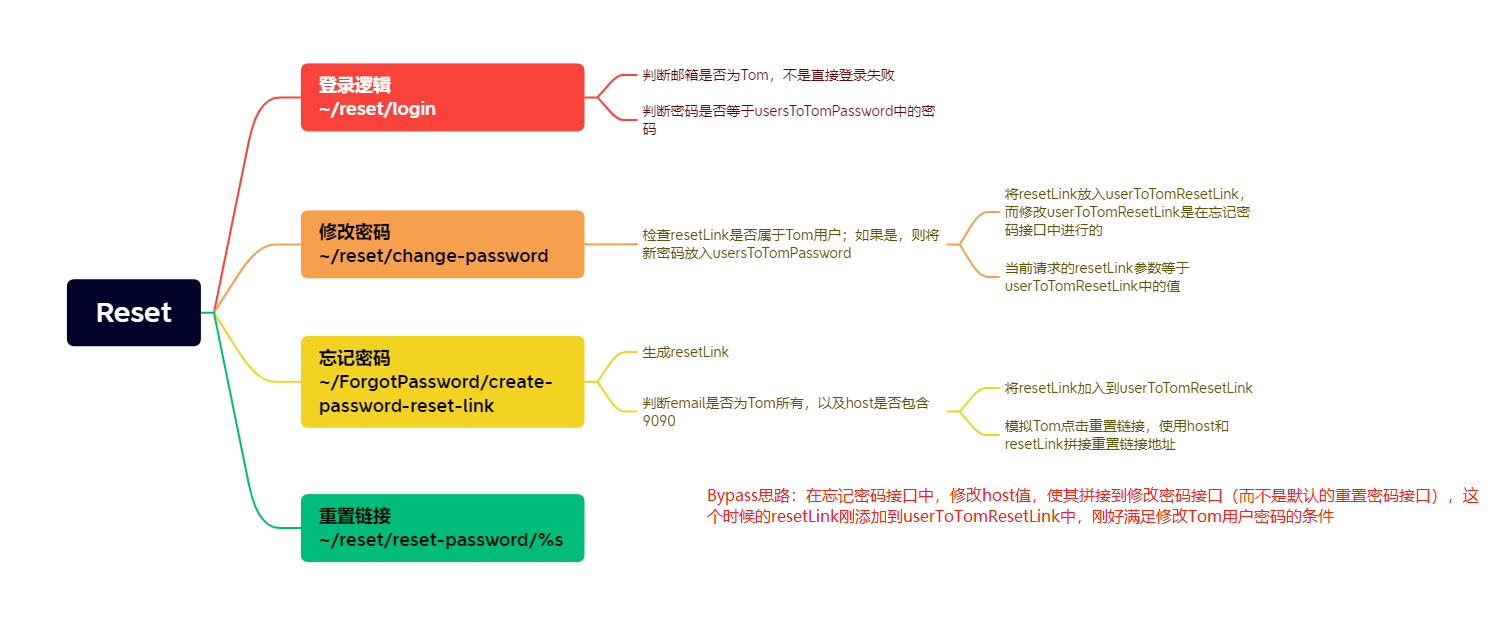 Reset
登录逻辑
~/reset/login
判断邮箱是否为Tom，不是直接登录失败
判断密码是否等于usersToTomPassword中的密
码
修改密码
~/reset/change-password
检查resetLink是否属于Tom用户；如果是，则将
新密码放入usersToTomPassword
将resetLink放入userToTomResetLink，
而修改userToTomResetLink是在忘记密
码接口中进行的
当前请求的resetLink参数等于
userToTomResetLink中的值
忘记密码
~/ForgotPassword/create-
password-reset-link
生成resetLink
判断email是否为Tom所有，以及host是否包含
9090
将resetLink加入到userToTomResetLink
模拟Tom点击重置链接，使用host和
resetLink拼接重置链接地址
重置链接
~/reset/reset-password/%s
Bypass思路：在忘记密码接口中，修改host值，使其拼接到修改密码接口（而不是默认的重置密码接口），这
个时候的resetLink刚添加到userToTomResetLink中，刚好满足修改Tom用户密码的条件